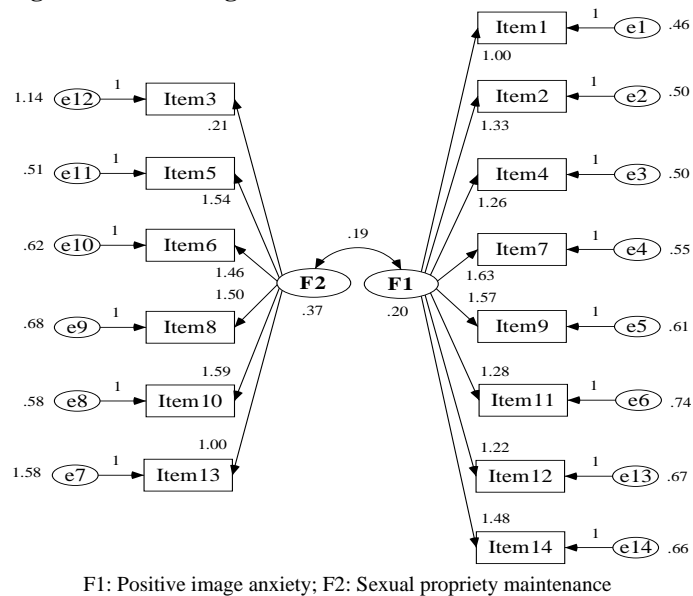 1
Item1
e1
.46
1.00
1
Item2
e2
.50
1.33
1.14
e12
1
Item3
.21
1
Item4
e3
.50
1.26
.51
e11
1
Item5
1.54
.62
e10
1
Item6
1.46
.19
1
Item7
e4
.55
1.63
F2
.37
F1
.20
1.50
1.57
.68
e9
1
Item8
1
Item9
e5
.61
1.59
1.28
.58
e8
1
Item10
1
Item11
e6
.74
1.00
1.22
1.58
e7
1
Item13
1
Item12
e13
.67
1.48
1
Item14
e14
.66
F1: Positive image anxiety; F2: Sexual propriety maintenance